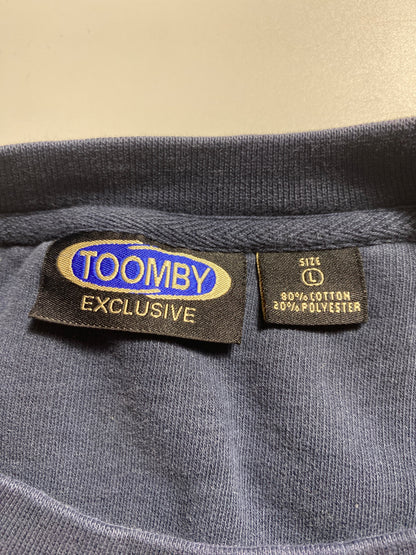 TOOMBY
EXCLUSIVE
SIZE
L
80% COTTON
20% POLYESTER